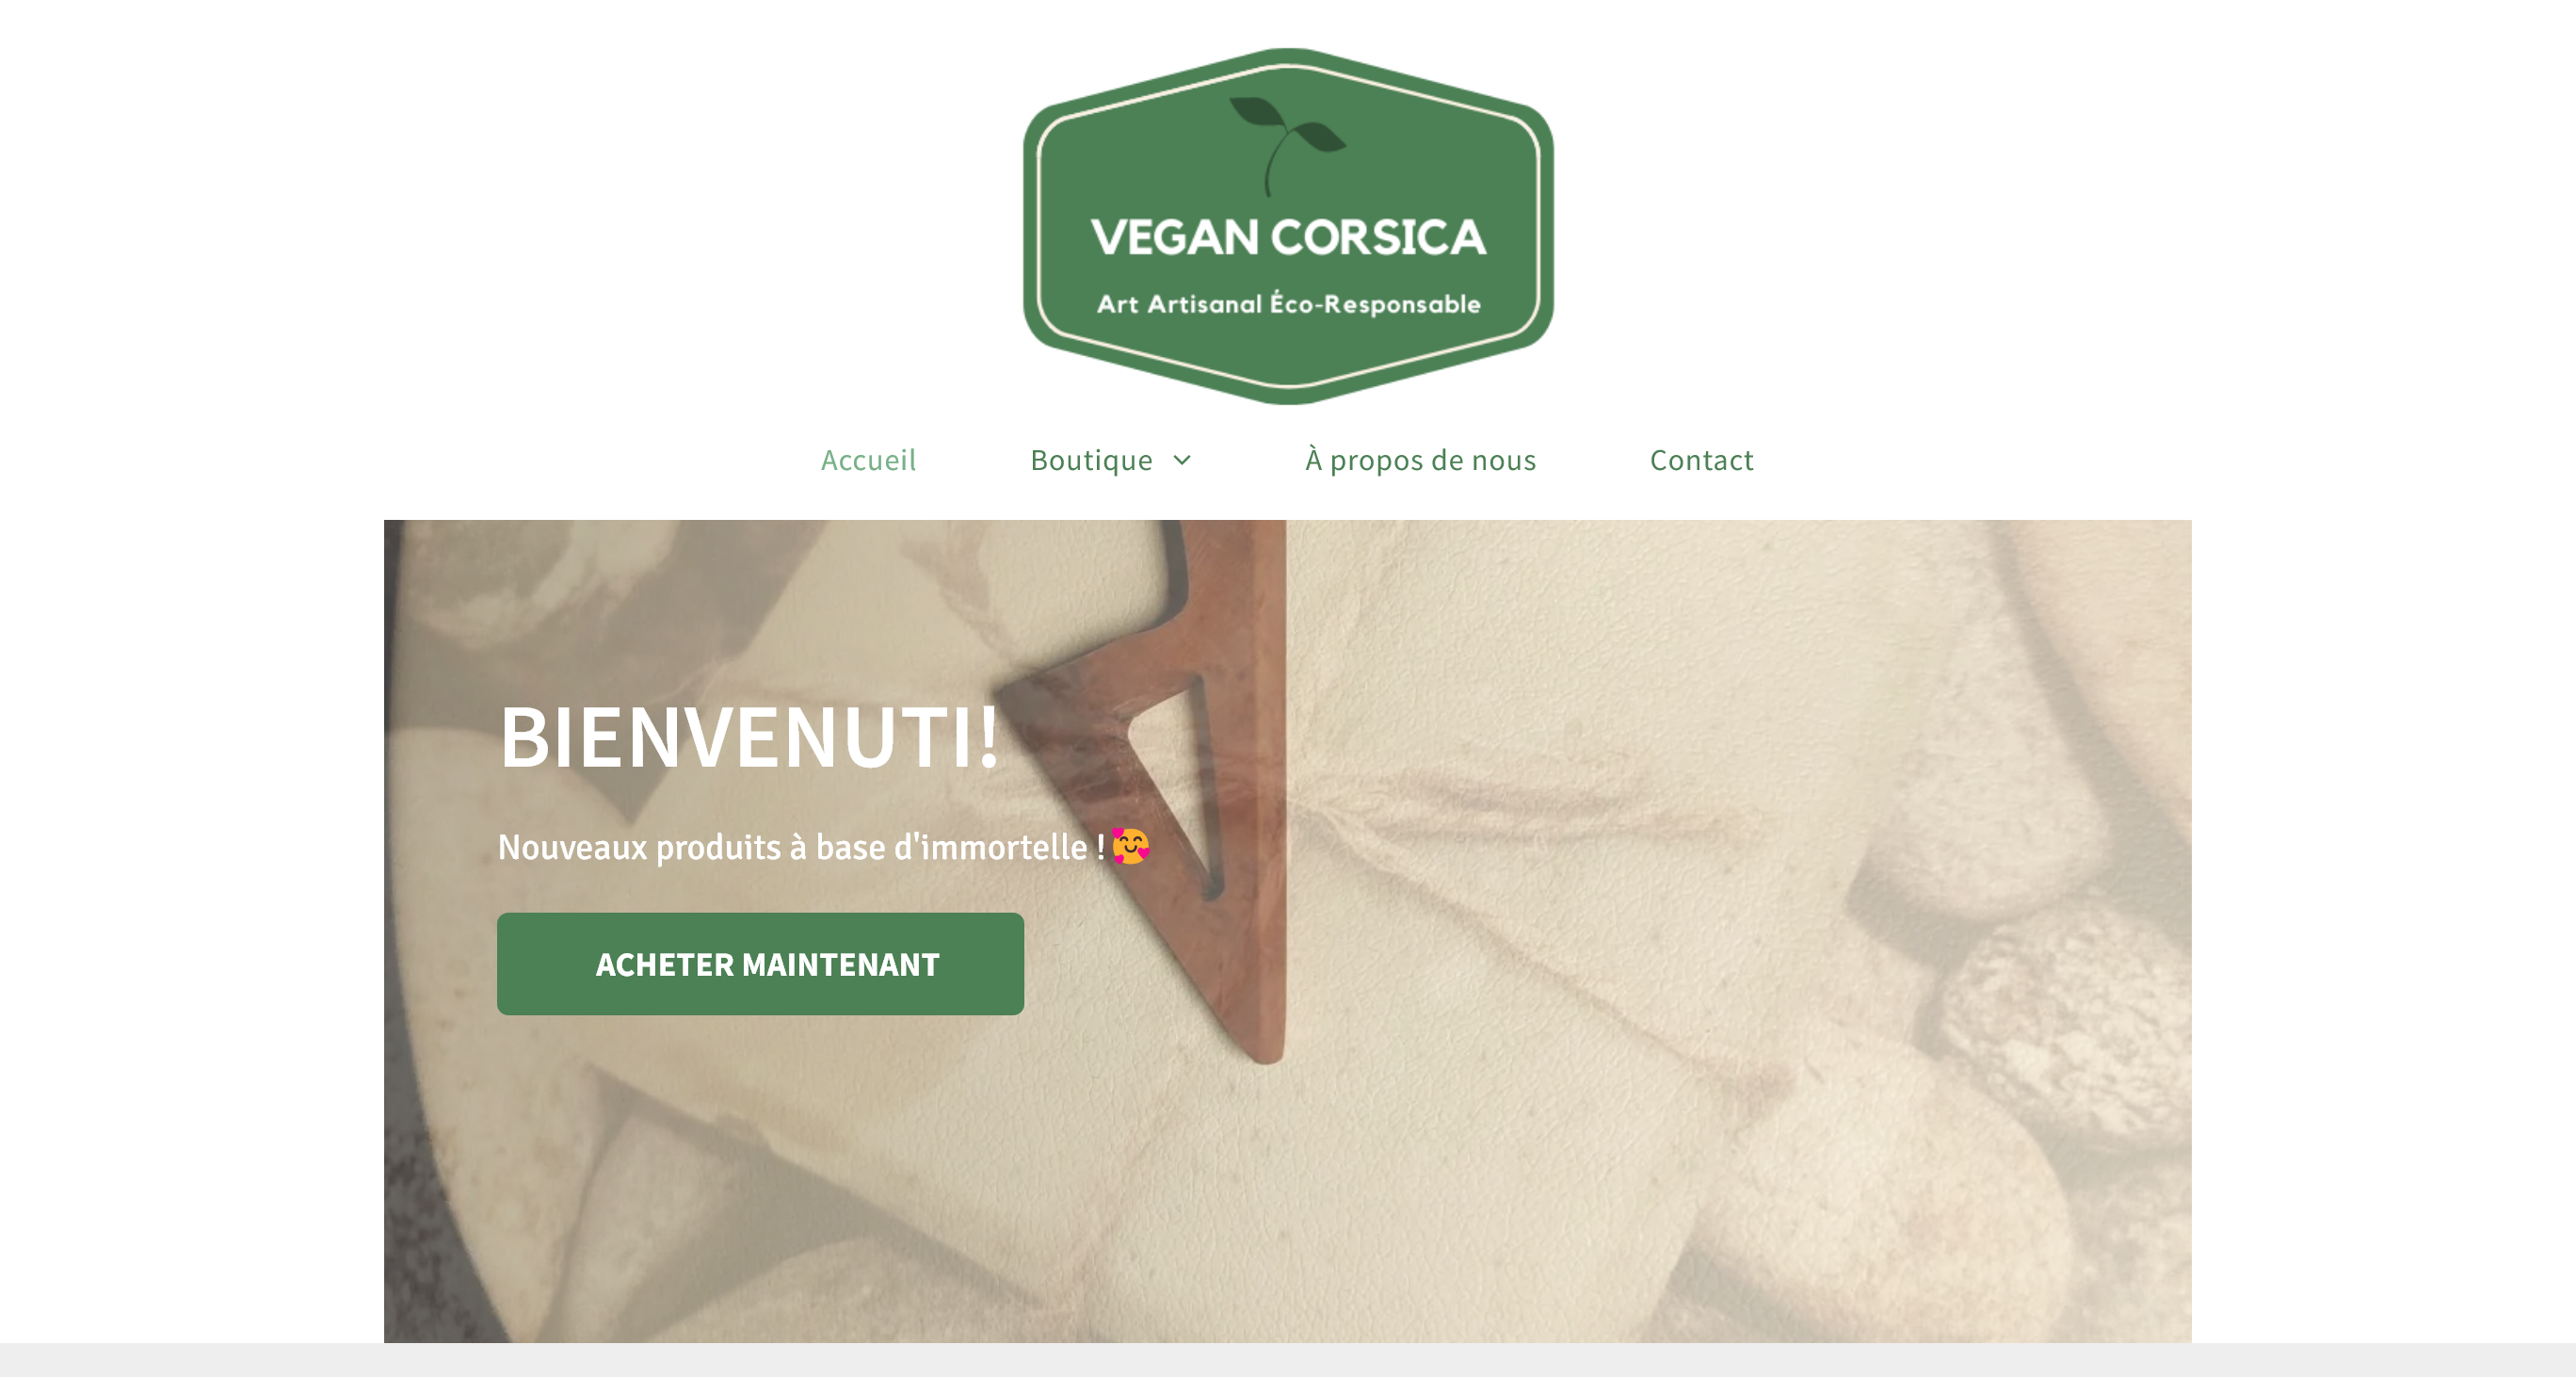 VEGAN CORSICA
Art Artisanal Éco-Responsable
Accueil
Boutique
À propos de nous
Contact
BIENVENUTI!
Nouveaux produits à base d'immortelle !🥰
ACHETER MAINTENANT